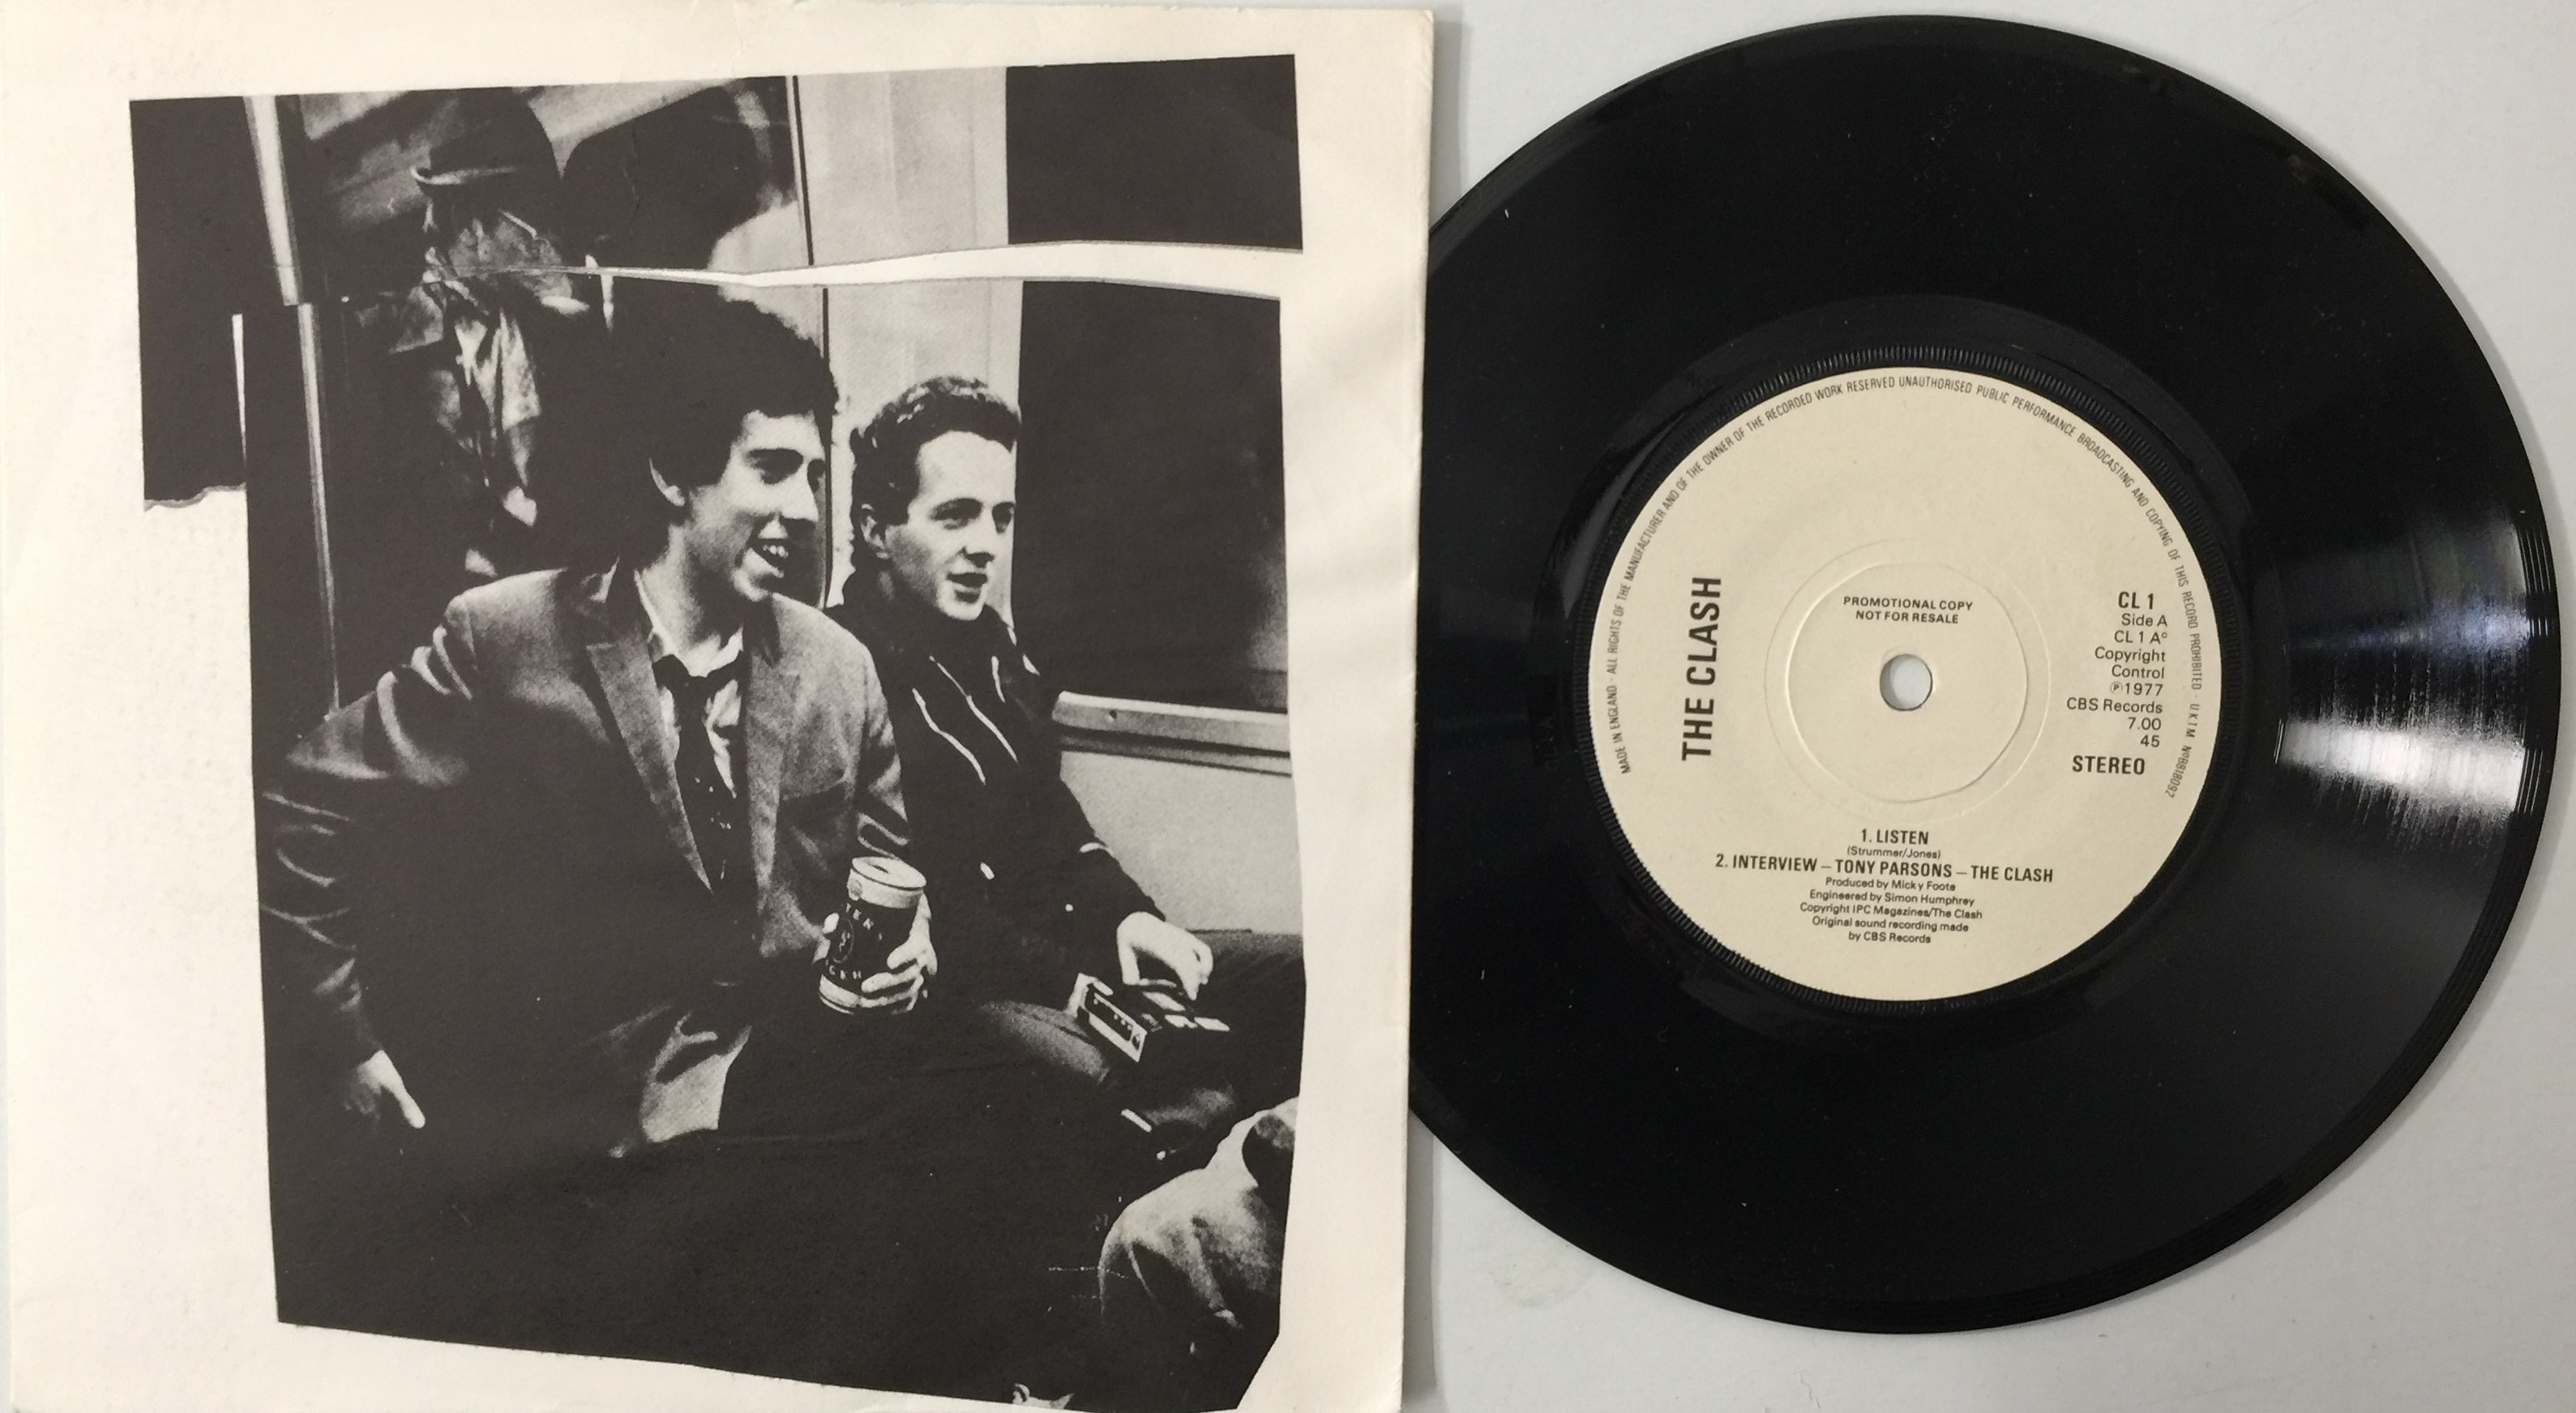 MADE IN ENGLAND · ALL RIGHTS OF THE MANUFACTURER AND OF THE OWNER OF THE RECORDED WORK RESERVED UNAUTHORISED PUBLIC PERFORMANCE BROADCASTING AND COPYING OF THIS RECORD PROHIBITED · U.K.T.M. Nº B818092
THE CLASH
PROMOTIONAL COPY
NOT FOR RESALE
CL 1
Side A
CL 1 A°
Copyright
Control
℗1977
CBS Records
7.00
45
STEREO
1. LISTEN
(Strummer/Jones)
2. INTERVIEW – TONY PARSONS – THE CLASH
Produced by Micky Foote
Engineered by Simon Humphrey
Copyright IPC Magazines/The Clash
Original sound recording made
by CBS Records